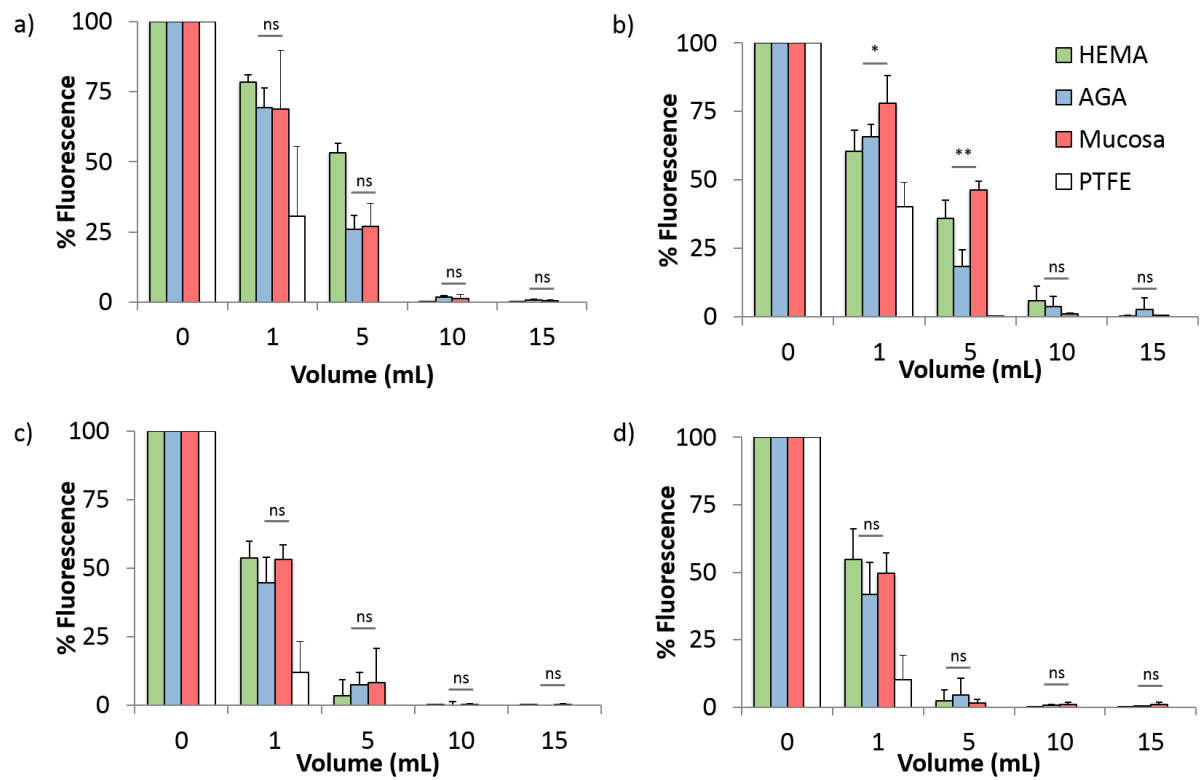 a)
100
75
50
25
0
% Fluorescence
ns
ns
ns
ns
0 1 5 10 15
Volume (mL)
b)
100
75
50
25
0
% Fluorescence
*
**
ns
ns
HEMA
AGA
Mucosa
PTFE
0 1 5 10 15
Volume (mL)
c)
100
75
50
25
0
% Fluorescence
ns
ns
ns
ns
0 1 5 10 15
Volume (mL)
d)
100
75
50
25
0
% Fluorescence
ns
ns
ns
ns
0 1 5 10 15
Volume (mL)